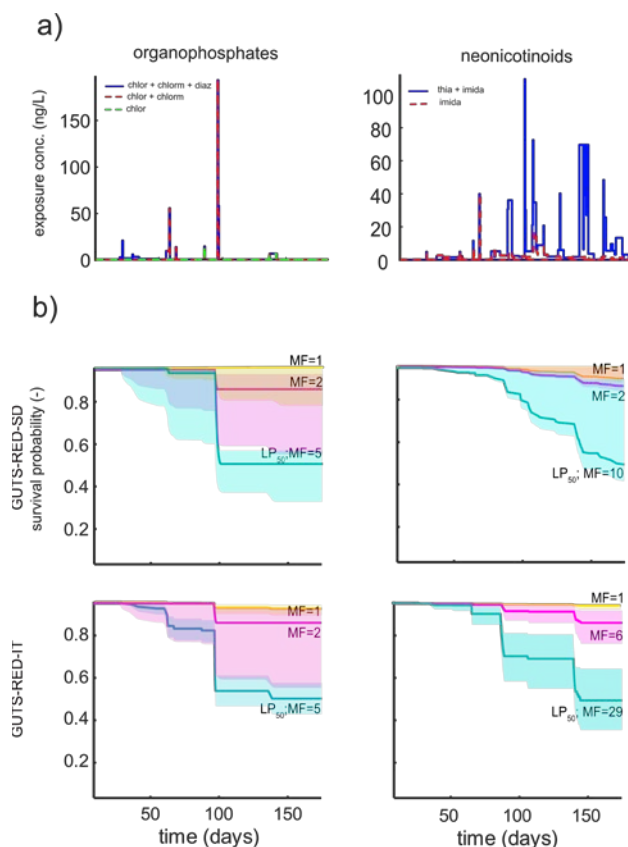 a)
organophosphates
neonicotinoids
chlor + chlorm + diaz
chlor + chlorm
chlor
thia + imida
imida
exposure conc. (ng/L)
150
100
50
0
100
80
60
40
20
0
b)
GUTS-RED-SD
survival probability (-)
0.8
0.6
0.4
0.2
MF=1
MF=2
LP50;MF=5
MF=1
MF=2
LP50; MF=10
GUTS-RED-IT
0.8
0.6
0.4
0.2
MF=1
MF=2
LP50;MF=5
MF=1
MF=6
LP50; MF=29
50 100 150
50 100 150
time (days)
time (days)